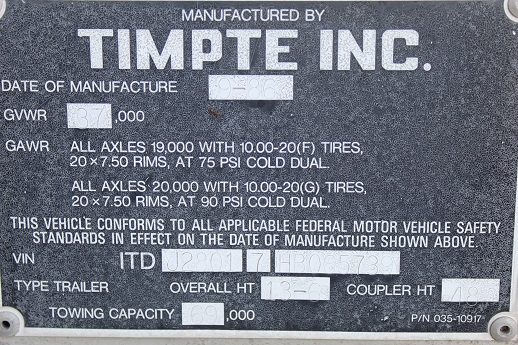 MANUFACTURED BY
TIMPTE INC.
DATE OF MANUFACTURE
GVWR 37,000
GAWR ALL AXLES 19,000 WITH 10.00-20(F) TIRES,
20 x 7.50 RIMS, AT 75 PSI COLD DUAL.
ALL AXLES 20,000 WITH 10.00-20(G) TIRES,
20 x 7.50 RIMS, AT 90 PSI COLD DUAL.
THIS VEHICLE CONFORMS TO ALL APPLICABLE FEDERAL MOTOR VEHICLE SAFETY
STANDARDS IN EFFECT ON THE DATE OF MANUFACTURE SHOWN ABOVE.
VIN ITD
TYPE TRAILER OVERALL HT COUPLER HT
TOWING CAPACITY ,000
P/N 035-10917